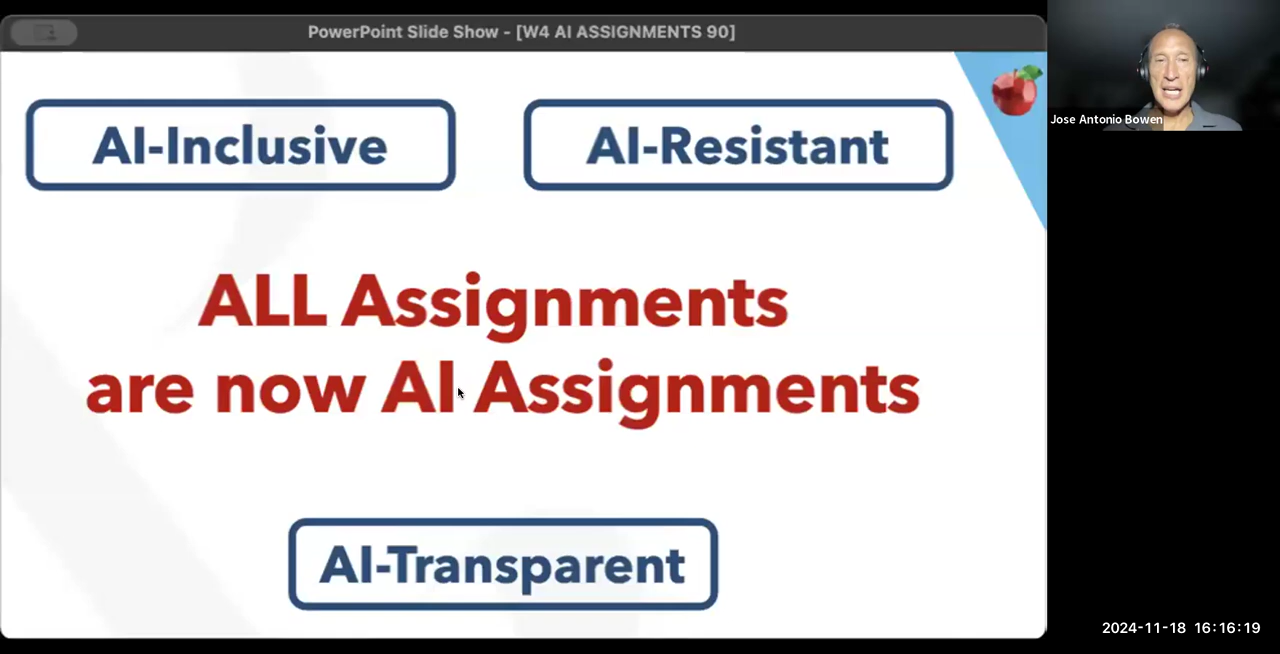 PowerPoint Slide Show - [W4 AI ASSIGNMENTS 90]
AI-Inclusive
AI-Resistant
Jose Antonio Bowen
ALL Assignments
are now AI Assignments
AI-Transparent
2024-11-18 16:16:19